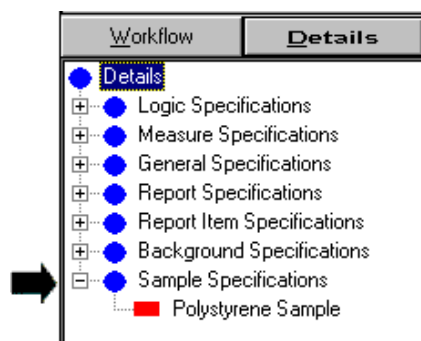 Workflow Details
Details
Logic Specifications
Measure Specifications
General Specifications
Report Specifications
Report Item Specifications
Background Specifications
Sample Specifications
Polystyrene Sample